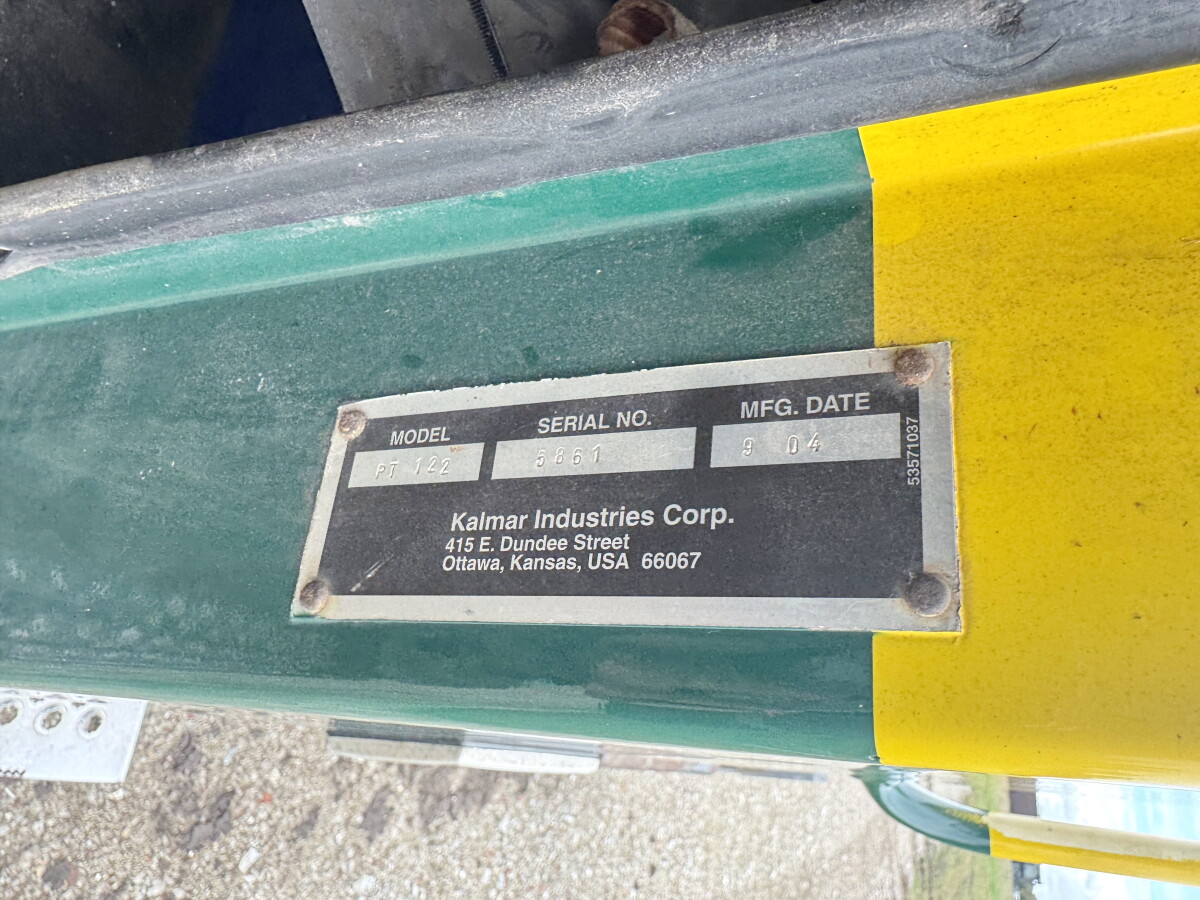 MODEL SERIAL NO. MFG. DATE
PT 122 5861 9 04
53571037
Kalmar Industries Corp.
415 E. Dundee Street
Ottawa, Kansas, USA 66067